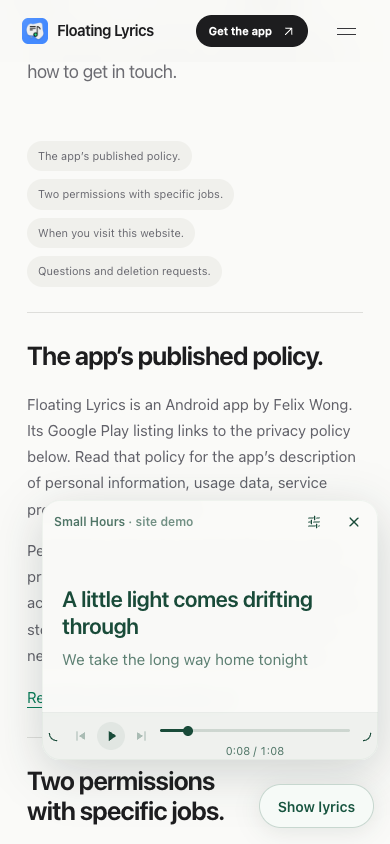 Floating Lyrics
Get the app
how to get in touch.
The app’s published policy.
Two permissions with specific jobs.
When you visit this website.
Questions and deletion requests.
The app’s published policy.
Floating Lyrics is an Android app by Felix Wong.
Its Google Play listing links to the privacy policy
below. Read that policy for the app’s description
of personal information, usage data, service
Small Hours · site demo
A little light comes drifting
through
We take the long way home tonight
0:08 / 1:08
Two permissions
with specific jobs.
Show lyrics